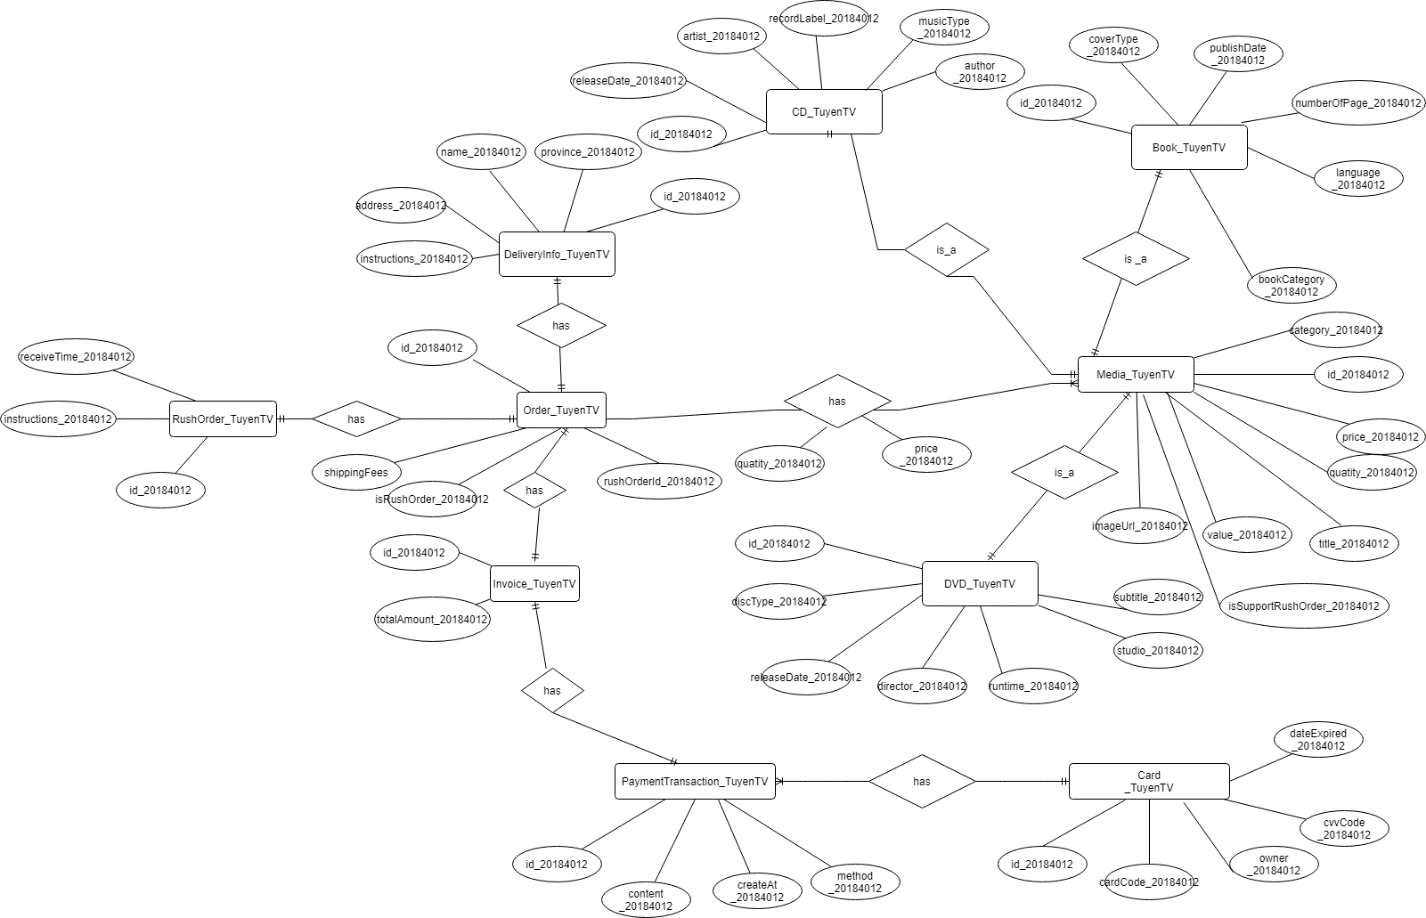 recordLabel_20184012
artist_20184012
musicType
_20184012
author
_20184012
releaseDate_20184012
CD_TuyenTV
id_20184012
coverType
_20184012
publishDate
_20184012
id_20184012
numberOfPage_20184012
Book_TuyenTV
language
_20184012
bookCategory
_20184012
name_20184012
province_20184012
id_20184012
address_20184012
instructions_20184012
DeliveryInfo_TuyenTV
is_a
is _a
has
receiveTime_20184012
id_20184012
category_20184012
Media_TuyenTV
id_20184012
instructions_20184012
RushOrder_TuyenTV
has
Order_TuyenTV
has
price_20184012
quatity_20184012
price
_20184012
quatity_20184012
id_20184012
shippingFees
isRushOrder_20184012
has
rushOrderId_20184012
is_a
imageUrl_20184012
value_20184012
title_20184012
id_20184012
Invoice_TuyenTV
totalAmount_20184012
id_20184012
DVD_TuyenTV
discType_20184012
subtitle_20184012
isSupportRushOrder_20184012
studio_20184012
releaseDate_20184012
director_20184012
runtime_20184012
has
PaymentTransaction_TuyenTV
has
Card
_TuyenTV
dateExpired
_20184012
cvvCode
_20184012
id_20184012
content
_20184012
createAt
_20184012
method
_20184012
id_20184012
cardCode_20184012
owner
_20184012